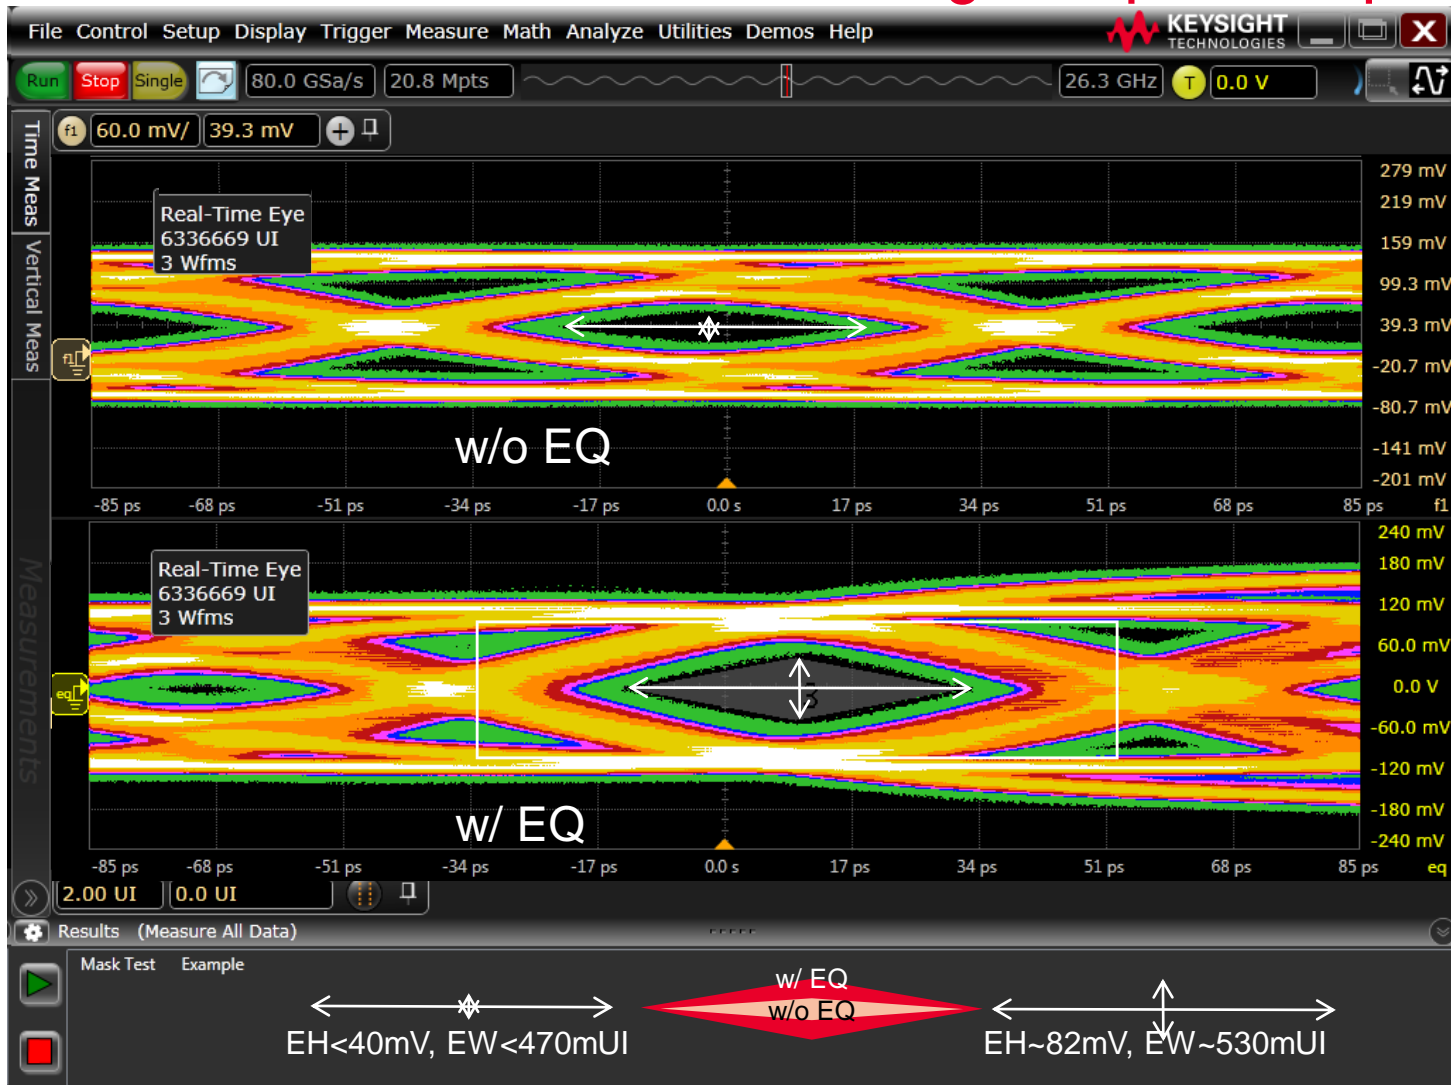 File Control Setup Display Trigger Measure Math Analyze Utilities Demos Help
KEYSIGHT
TECHNOLOGIES
X
Run Stop Single 80.0 GSa/s 20.8 Mpts 26.3 GHz T 0.0 V
f1 60.0 mV/ 39.3 mV
Time Meas
Vertical Meas
Measurements
Real-Time Eye
6336669 UI
3 Wfms
279 mV
219 mV
159 mV
99.3 mV
39.3 mV
-20.7 mV
-80.7 mV
-141 mV
-201 mV
f1
w/o EQ
-85 ps -68 ps -51 ps -34 ps -17 ps 0.0 s 17 ps 34 ps 51 ps 68 ps 85 ps f1
Real-Time Eye
6336669 UI
3 Wfms
240 mV
180 mV
120 mV
60.0 mV
0.0 V
-60.0 mV
-120 mV
-180 mV
-240 mV
eq
w/ EQ
-85 ps -68 ps -51 ps -34 ps -17 ps 0.0 s 17 ps 34 ps 51 ps 68 ps 85 ps eq
2.00 UI 0.0 UI
Results (Measure All Data)
Mask Test Example
w/ EQ
w/o EQ
EH<40mV, EW<470mUI
EH~82mV, EW~530mUI